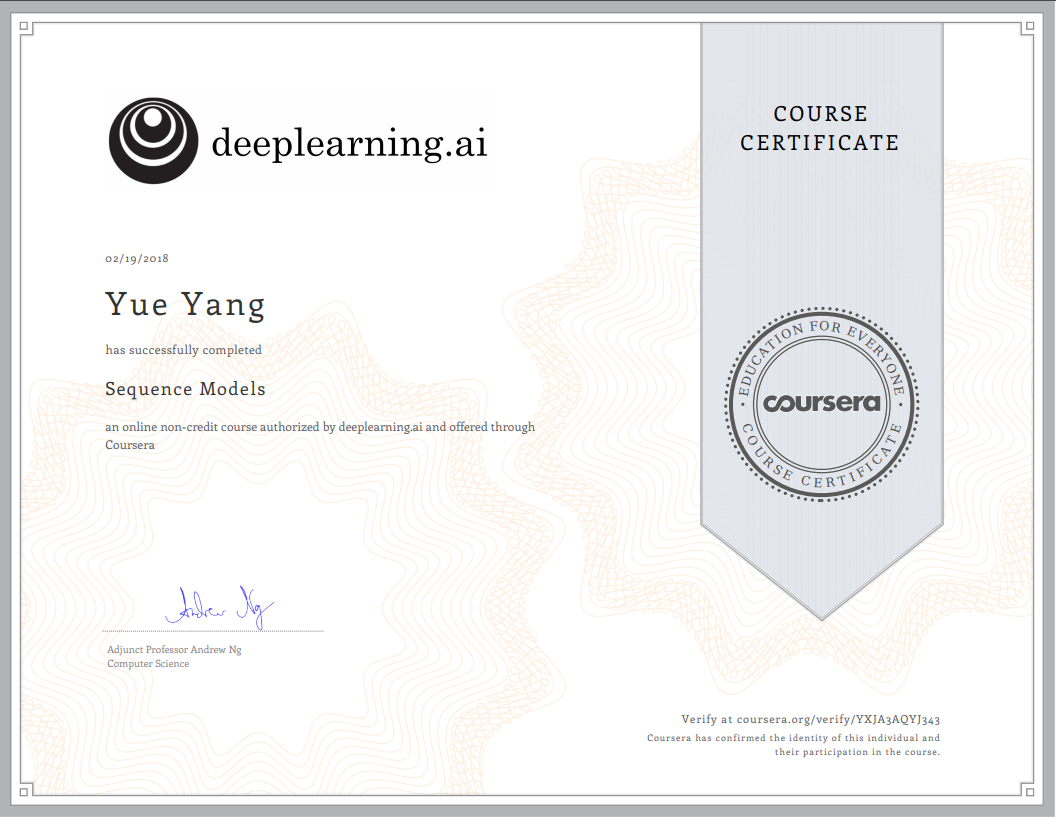 deeplearning.ai
COURSE
CERTIFICATE
02/19/2018
Yue Yang
has successfully completed
Sequence Models
an online non-credit course authorized by deeplearning.ai and offered through
Coursera
EDUCATION FOR EVERYONE
coursera
COURSE CERTIFICATE
Andrew Ng
Adjunct Professor Andrew Ng
Computer Science
Verify at coursera.org/verify/YXJA3AQYJ343
Coursera has confirmed the identity of this individual and
their participation in the course.